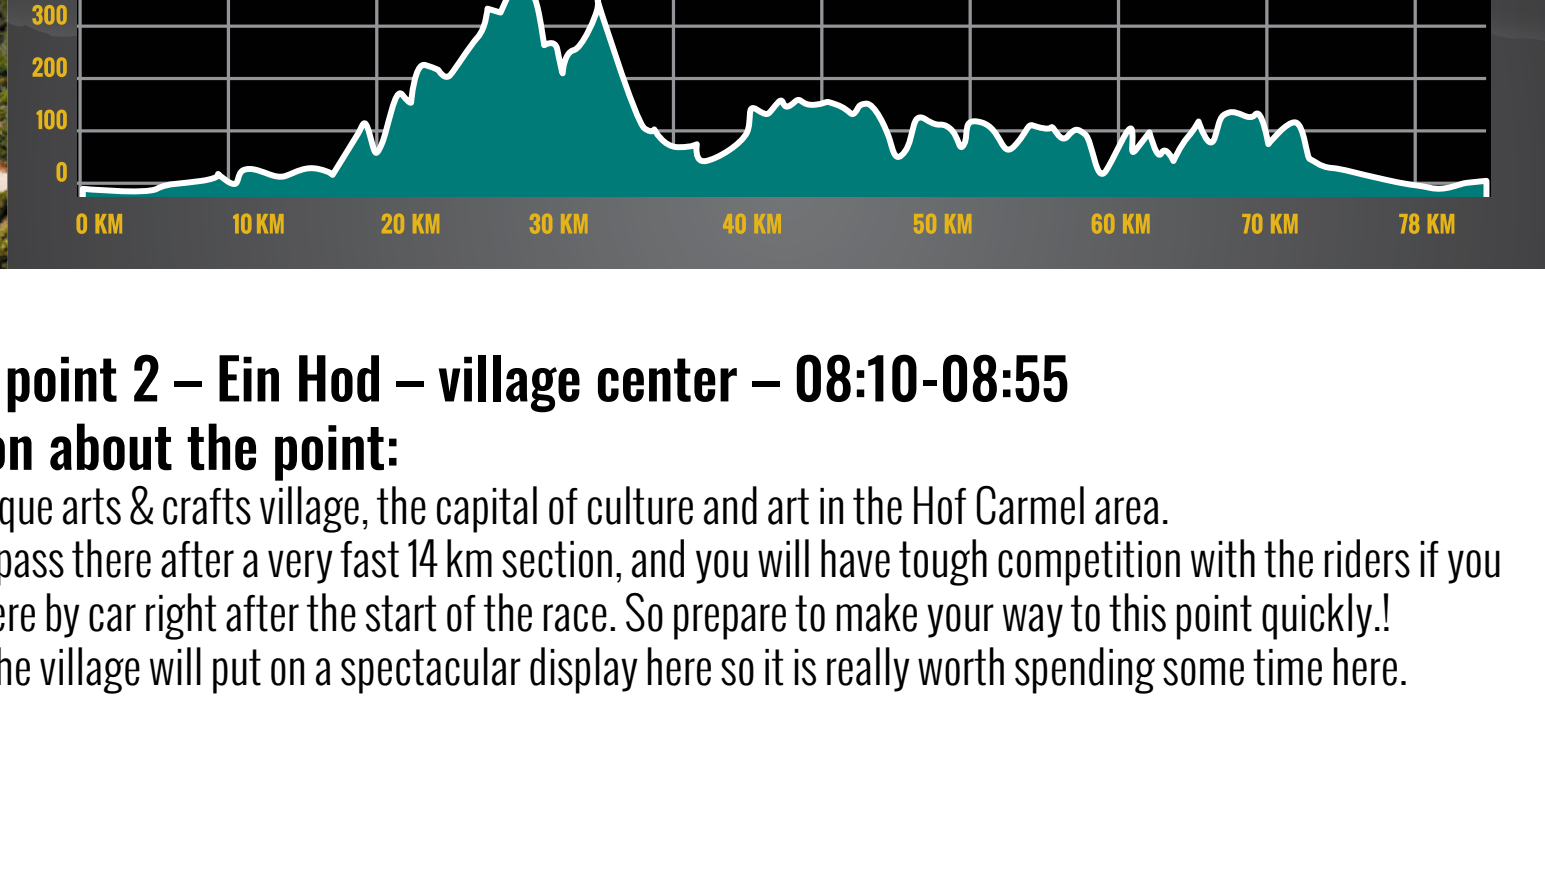 300
200
100
0
0 KM 10 KM 20 KM 30 KM 40 KM 50 KM 60 KM 70 KM 78 KM
point 2 – Ein Hod – village center – 08:10-08:55
about the point:
arts & crafts village, the capital of culture and art in the Hof Carmel area.
pass there after a very fast 14 km section, and you will have tough competition with the riders if you
by car right after the start of the race. So prepare to make your way to this point quickly.!
village will put on a spectacular display here so it is really worth spending some time here.